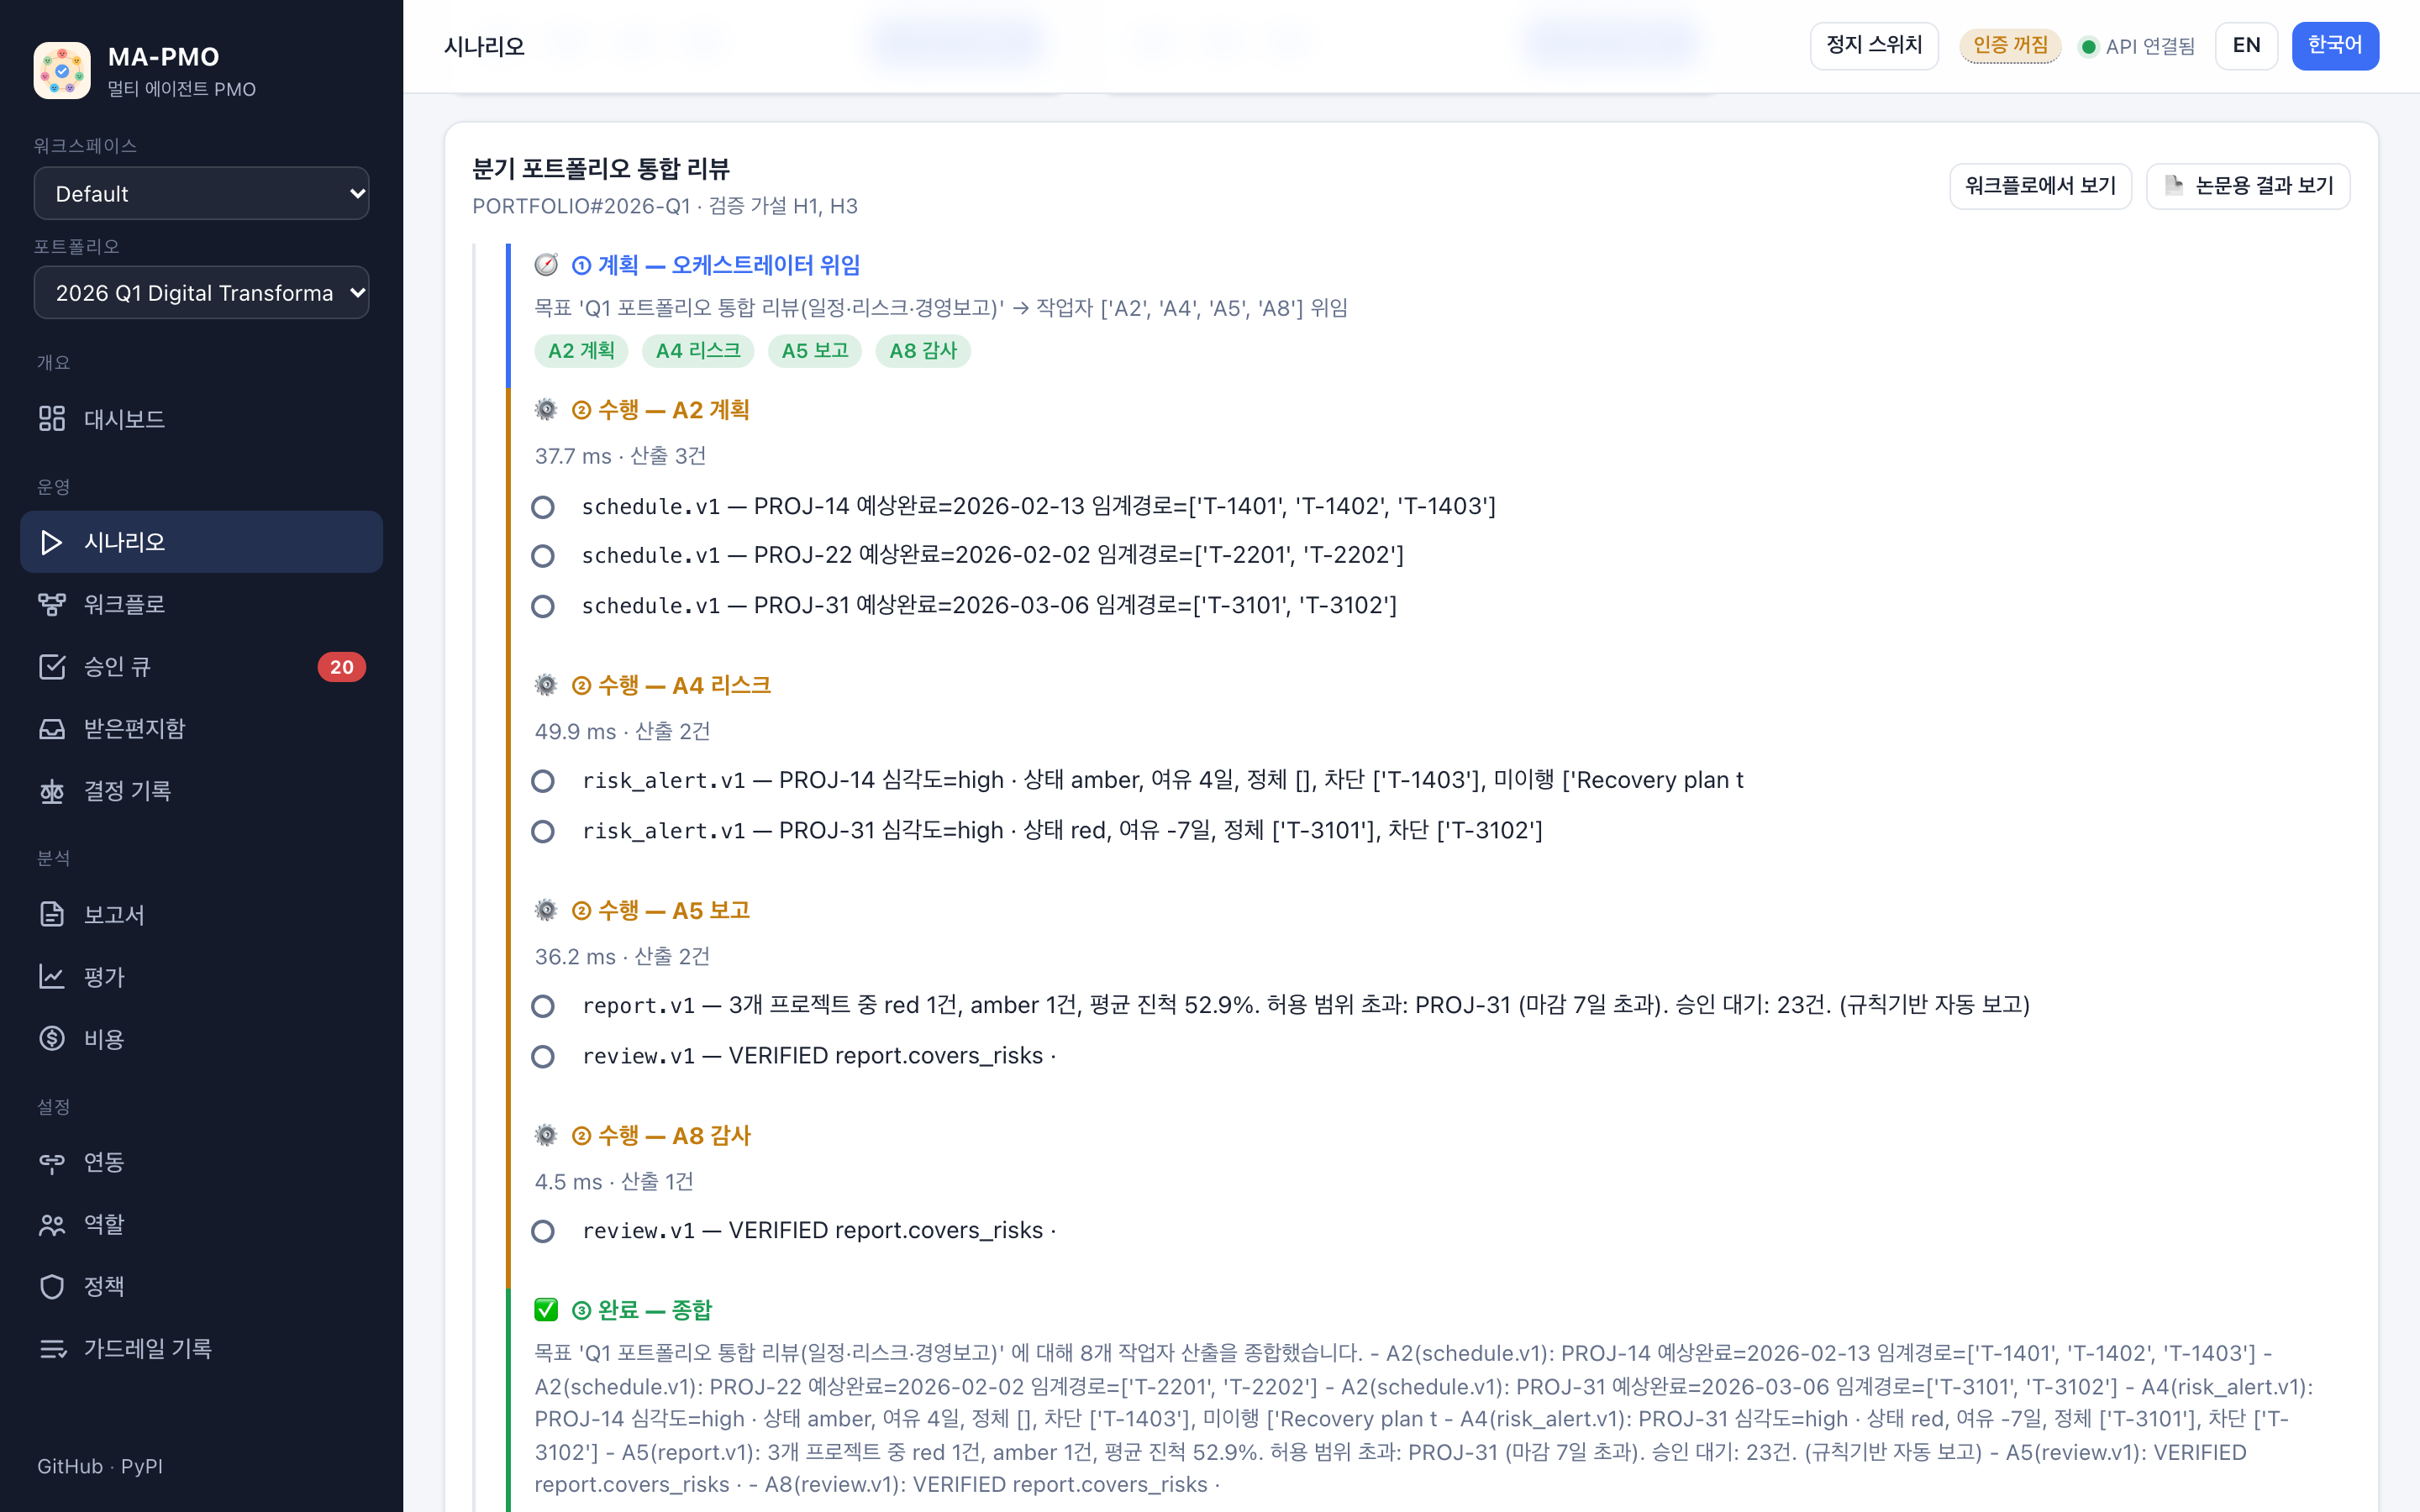 MA-PMO
멀티 에이전트 PMO
워크스페이스
Default
포트폴리오
2026 Q1 Digital Transforma
개요
대시보드
운영
시나리오
워크플로
승인 큐
20
받은편지함
결정 기록
분석
보고서
평가
비용
설정
연동
역할
정책
가드레일 기록
GitHub · PyPI
시나리오
정지 스위치
인증 꺼짐
API 연결됨
EN
한국어
분기 포트폴리오 통합 리뷰
PORTFOLIO#2026-Q1 · 검증 가설 H1, H3
워크플로에서 보기
논문용 결과 보기
① 계획 — 오케스트레이터 위임
목표 'Q1 포트폴리오 통합 리뷰(일정·리스크·경영보고)' → 작업자 ['A2', 'A4', 'A5', 'A8'] 위임
A2 계획
A4 리스크
A5 보고
A8 감사
② 수행 — A2 계획
37.7 ms · 산출 3건
schedule.v1 — PROJ-14 예상완료=2026-02-13 임계경로=['T-1401', 'T-1402', 'T-1403']
schedule.v1 — PROJ-22 예상완료=2026-02-02 임계경로=['T-2201', 'T-2202']
schedule.v1 — PROJ-31 예상완료=2026-03-06 임계경로=['T-3101', 'T-3102']
② 수행 — A4 리스크
49.9 ms · 산출 2건
risk_alert.v1 — PROJ-14 심각도=high · 상태 amber, 여유 4일, 정체 [], 차단 ['T-1403'], 미이행 ['Recovery plan t
risk_alert.v1 — PROJ-31 심각도=high · 상태 red, 여유 -7일, 정체 ['T-3101'], 차단 ['T-3102']
② 수행 — A5 보고
36.2 ms · 산출 2건
report.v1 — 3개 프로젝트 중 red 1건, amber 1건, 평균 진척 52.9%. 허용 범위 초과: PROJ-31 (마감 7일 초과). 승인 대기: 23건. (규칙기반 자동 보고)
review.v1 — VERIFIED report.covers_risks ·
② 수행 — A8 감사
4.5 ms · 산출 1건
review.v1 — VERIFIED report.covers_risks ·
③ 완료 — 종합
목표 'Q1 포트폴리오 통합 리뷰(일정·리스크·경영보고)' 에 대해 8개 작업자 산출을 종합했습니다. - A2(schedule.v1): PROJ-14 예상완료=2026-02-13 임계경로=['T-1401', 'T-1402', 'T-1403'] -
A2(schedule.v1): PROJ-22 예상완료=2026-02-02 임계경로=['T-2201', 'T-2202'] - A2(schedule.v1): PROJ-31 예상완료=2026-03-06 임계경로=['T-3101', 'T-3102'] - A4(risk_alert.v1):
PROJ-14 심각도=high · 상태 amber, 여유 4일, 정체 [], 차단 ['T-1403'], 미이행 ['Recovery plan t - A4(risk_alert.v1): PROJ-31 심각도=high · 상태 red, 여유 -7일, 정체 ['T-3101'], 차단 ['T-
3102'] - A5(report.v1): 3개 프로젝트 중 red 1건, amber 1건, 평균 진척 52.9%. 허용 범위 초과: PROJ-31 (마감 7일 초과). 승인 대기: 23건. (규칙기반 자동 보고) - A5(review.v1): VERIFIED
report.covers_risks · - A8(review.v1): VERIFIED report.covers_risks ·